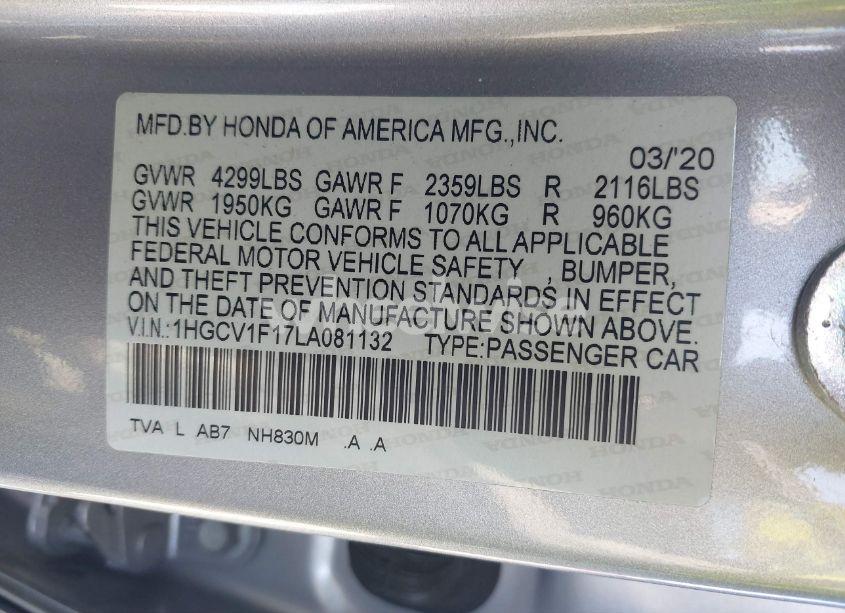 MFD.BY HONDA OF AMERICA MFG.,INC.
03/'20
GVWR 4299LBS GAWR F 2359LBS R 2116LBS
GVWR 1950KG GAWR F 1070KG R 960KG
THIS VEHICLE CONFORMS TO ALL APPLICABLE
FEDERAL MOTOR VEHICLE SAFETY , BUMPER,
AND THEFT PREVENTION STANDARDS IN EFFECT
ON THE DATE OF MANUFACTURE SHOWN ABOVE.
V.I.N.:1HGCV1F17LA081132 TYPE:PASSENGER CAR
TVA L AB7 NH830M .A .A